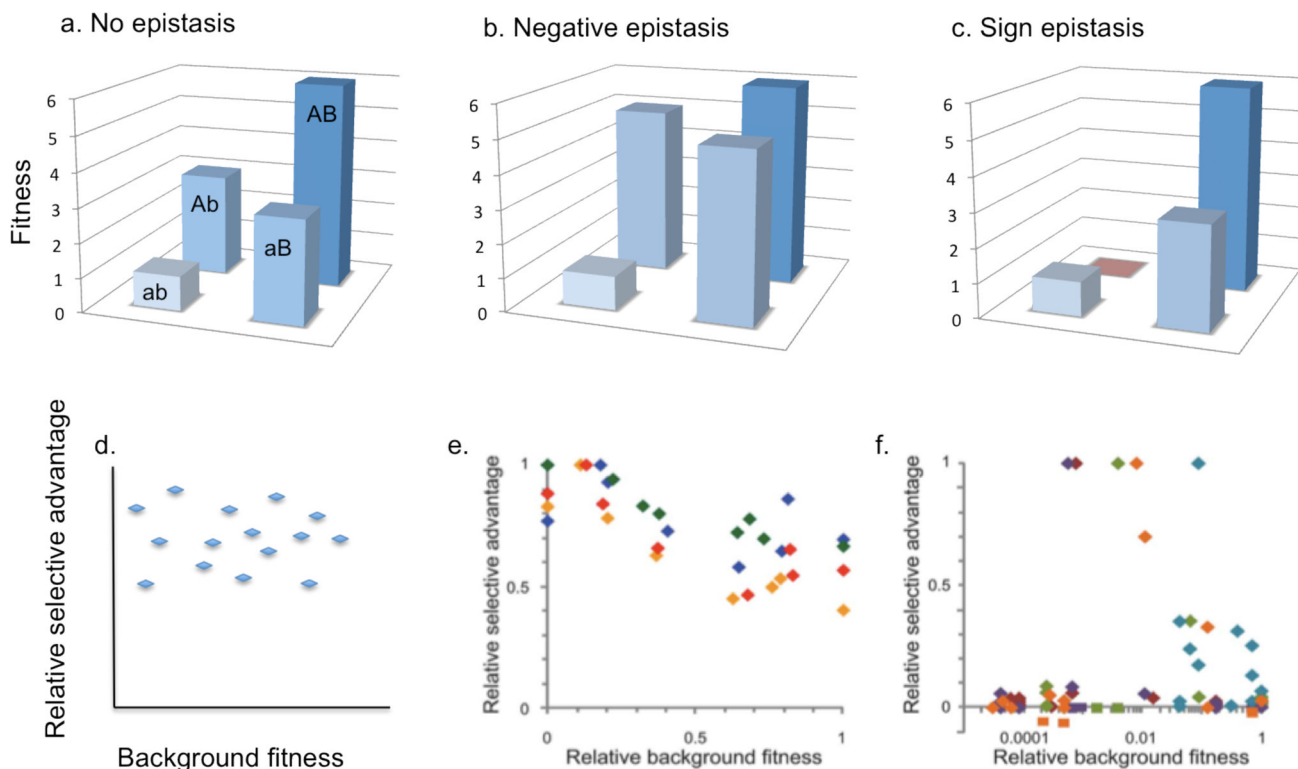 a. No epistasis
b. Negative epistasis
c. Sign epistasis
Fitness
6
5
4
3
2
1
0
AB
Ab
aB
ab
6
5
4
3
2
1
0
6
5
4
3
2
1
0
d.
Relative selective advantage
Background fitness
e.
Relative selective advantage
1
0.5
0
0
0.5
1
Relative background fitness
f.
Relative selective advantage
1
0.5
0
0.0001
0.01
1
Relative background fitness